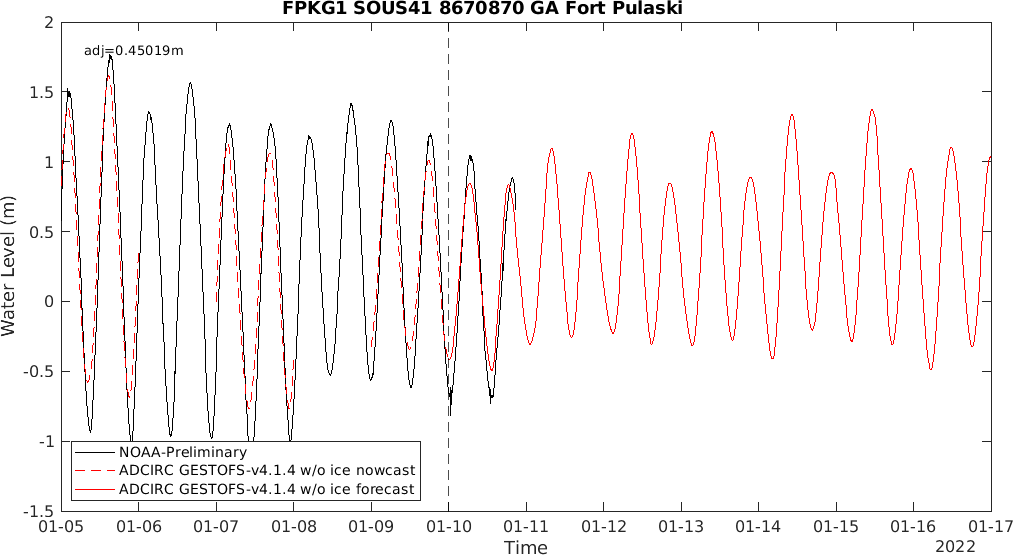 FPKG1 SOUS41 8670870 GA Fort Pulaski
adj=0.45019m
Water Level (m)
2
1.5
1
0.5
0
-0.5
-1
-1.5
NOAA-Preliminary
ADCIRC GESTOFS-v4.1.4 w/o ice nowcast
ADCIRC GESTOFS-v4.1.4 w/o ice forecast
01-05 01-06 01-07 01-08 01-09 01-10 01-11 01-12 01-13 01-14 01-15 01-16 01-17
Time
2022